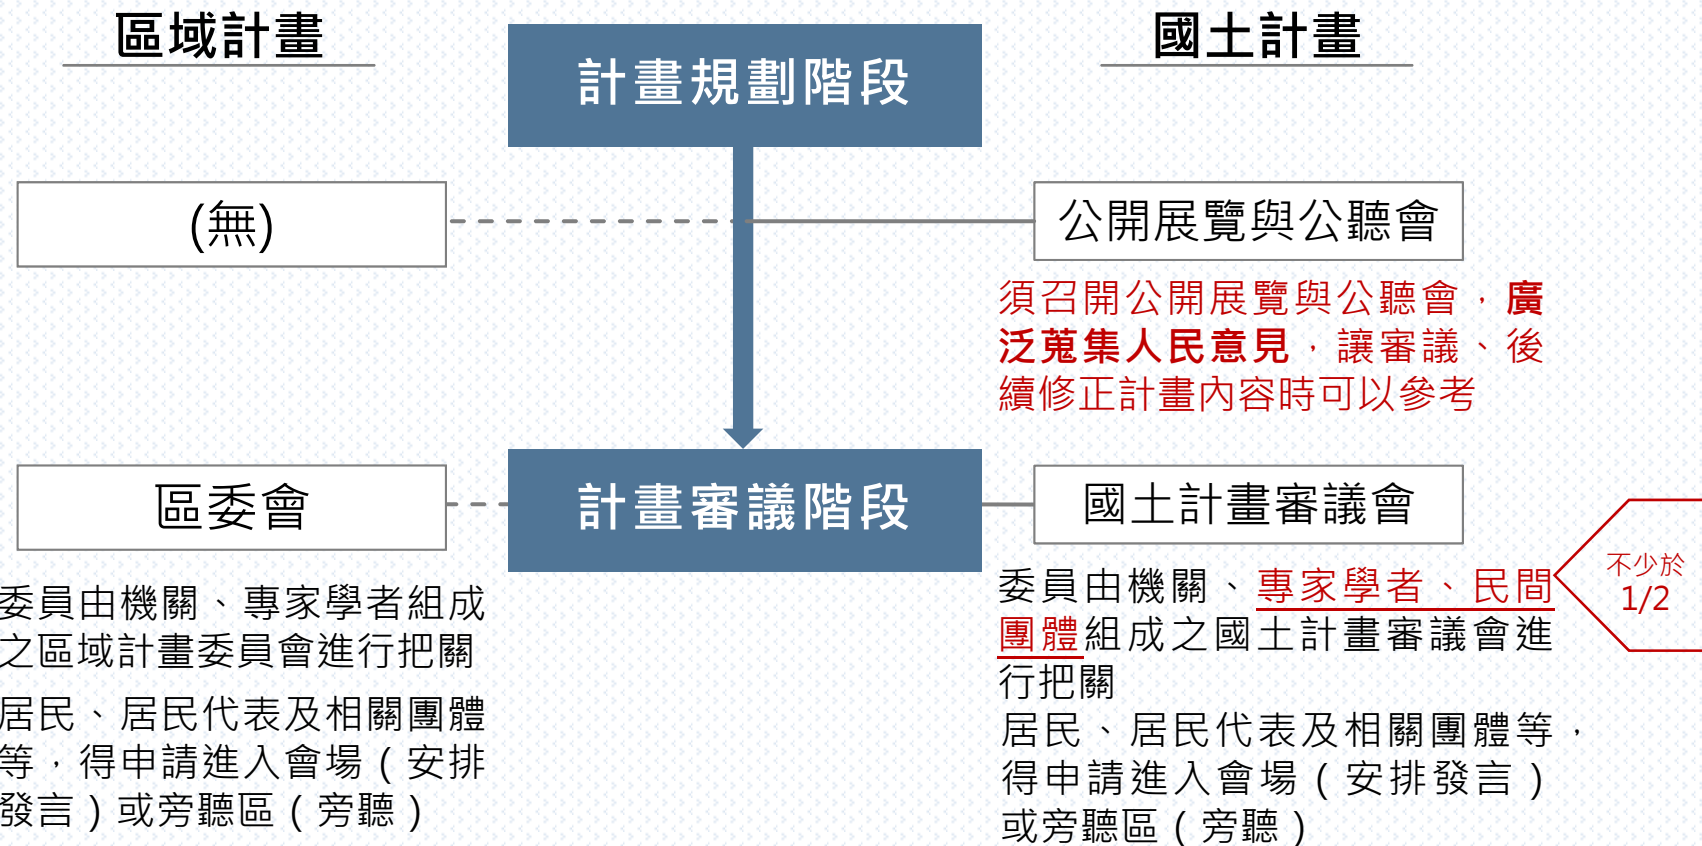 區域計畫
計畫規劃階段
國土計畫
(無)
公開展覽與公聽會
須召開公開展覽與公聽會，廣
泛蒐集人民意見，讓審議、後
續修正計畫內容時可以參考
區委會
計畫審議階段
國土計畫審議會
委員由機關、專家學者組成
之區域計畫委員會進行把關
居民、居民代表及相關團體
等，得申請進入會場（安排
發言）或旁聽區（旁聽）
委員由機關、專家學者、民間
團體組成之國土計畫審議會進
行把關
居民、居民代表及相關團體等，
得申請進入會場（安排發言）
或旁聽區（旁聽）
不少於
1/2